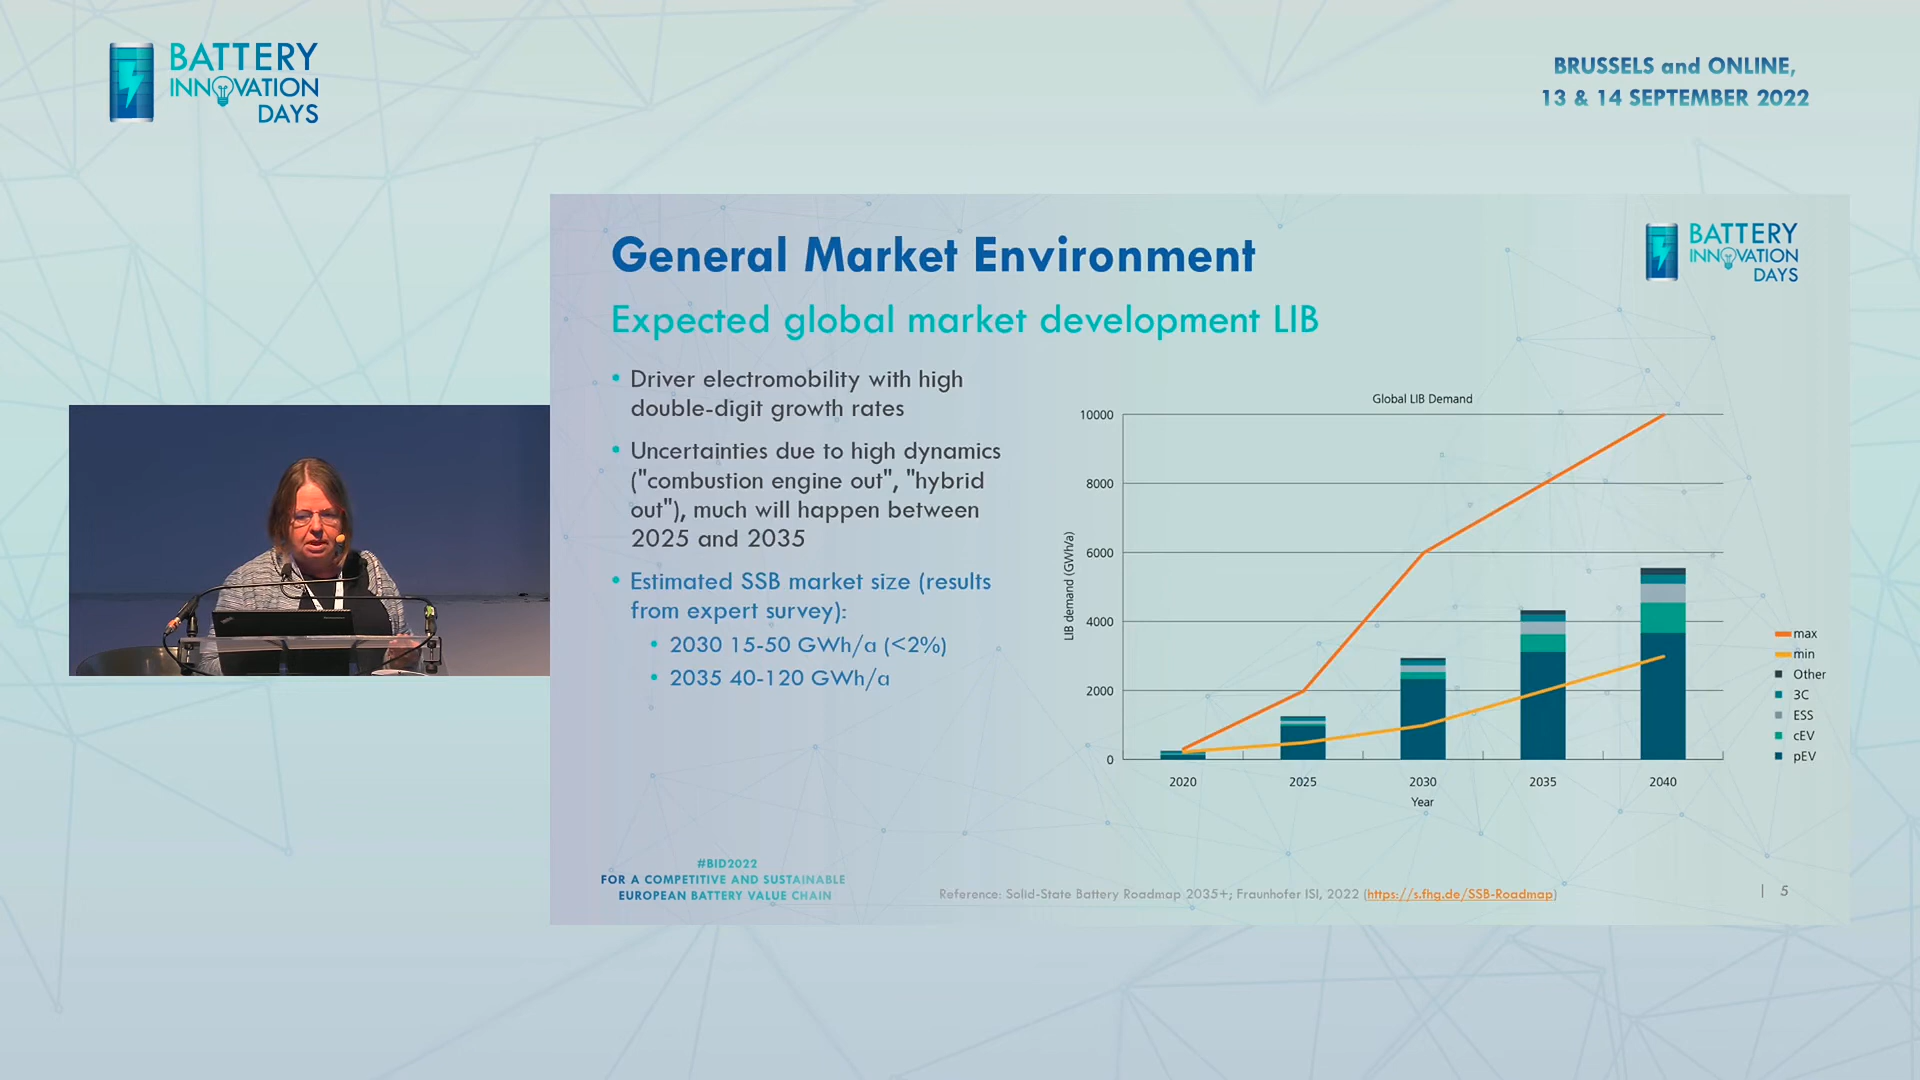 BATTERY
INNOVATION
DAYS
BRUSSELS and ONLINE,
13 & 14 SEPTEMBER 2022
General Market Environment
BATTERY
INNOVATION
DAYS
Expected global market development LIB
• Driver electromobility with high
double-digit growth rates
• Uncertainties due to high dynamics
("combustion engine out", "hybrid
out"), much will happen between
2025 and 2035
• Estimated SSB market size (results
from expert survey):
• 2030 15-50 GWh/a (<2%)
• 2035 40-120 GWh/a
Global LIB Demand
LIB demand (GWh/a)
10000
8000
6000
4000
2000
0
2020 2025 2030 2035 2040
Year
max
min
Other
3C
ESS
cEV
pEV
#BID2022
FOR A COMPETITIVE AND SUSTAINABLE
EUROPEAN BATTERY VALUE CHAIN
Reference: Solid-State Battery Roadmap 2035+; Fraunhofer ISI, 2022 (https://s.fhg.de/SSB-Roadmap)
| 5